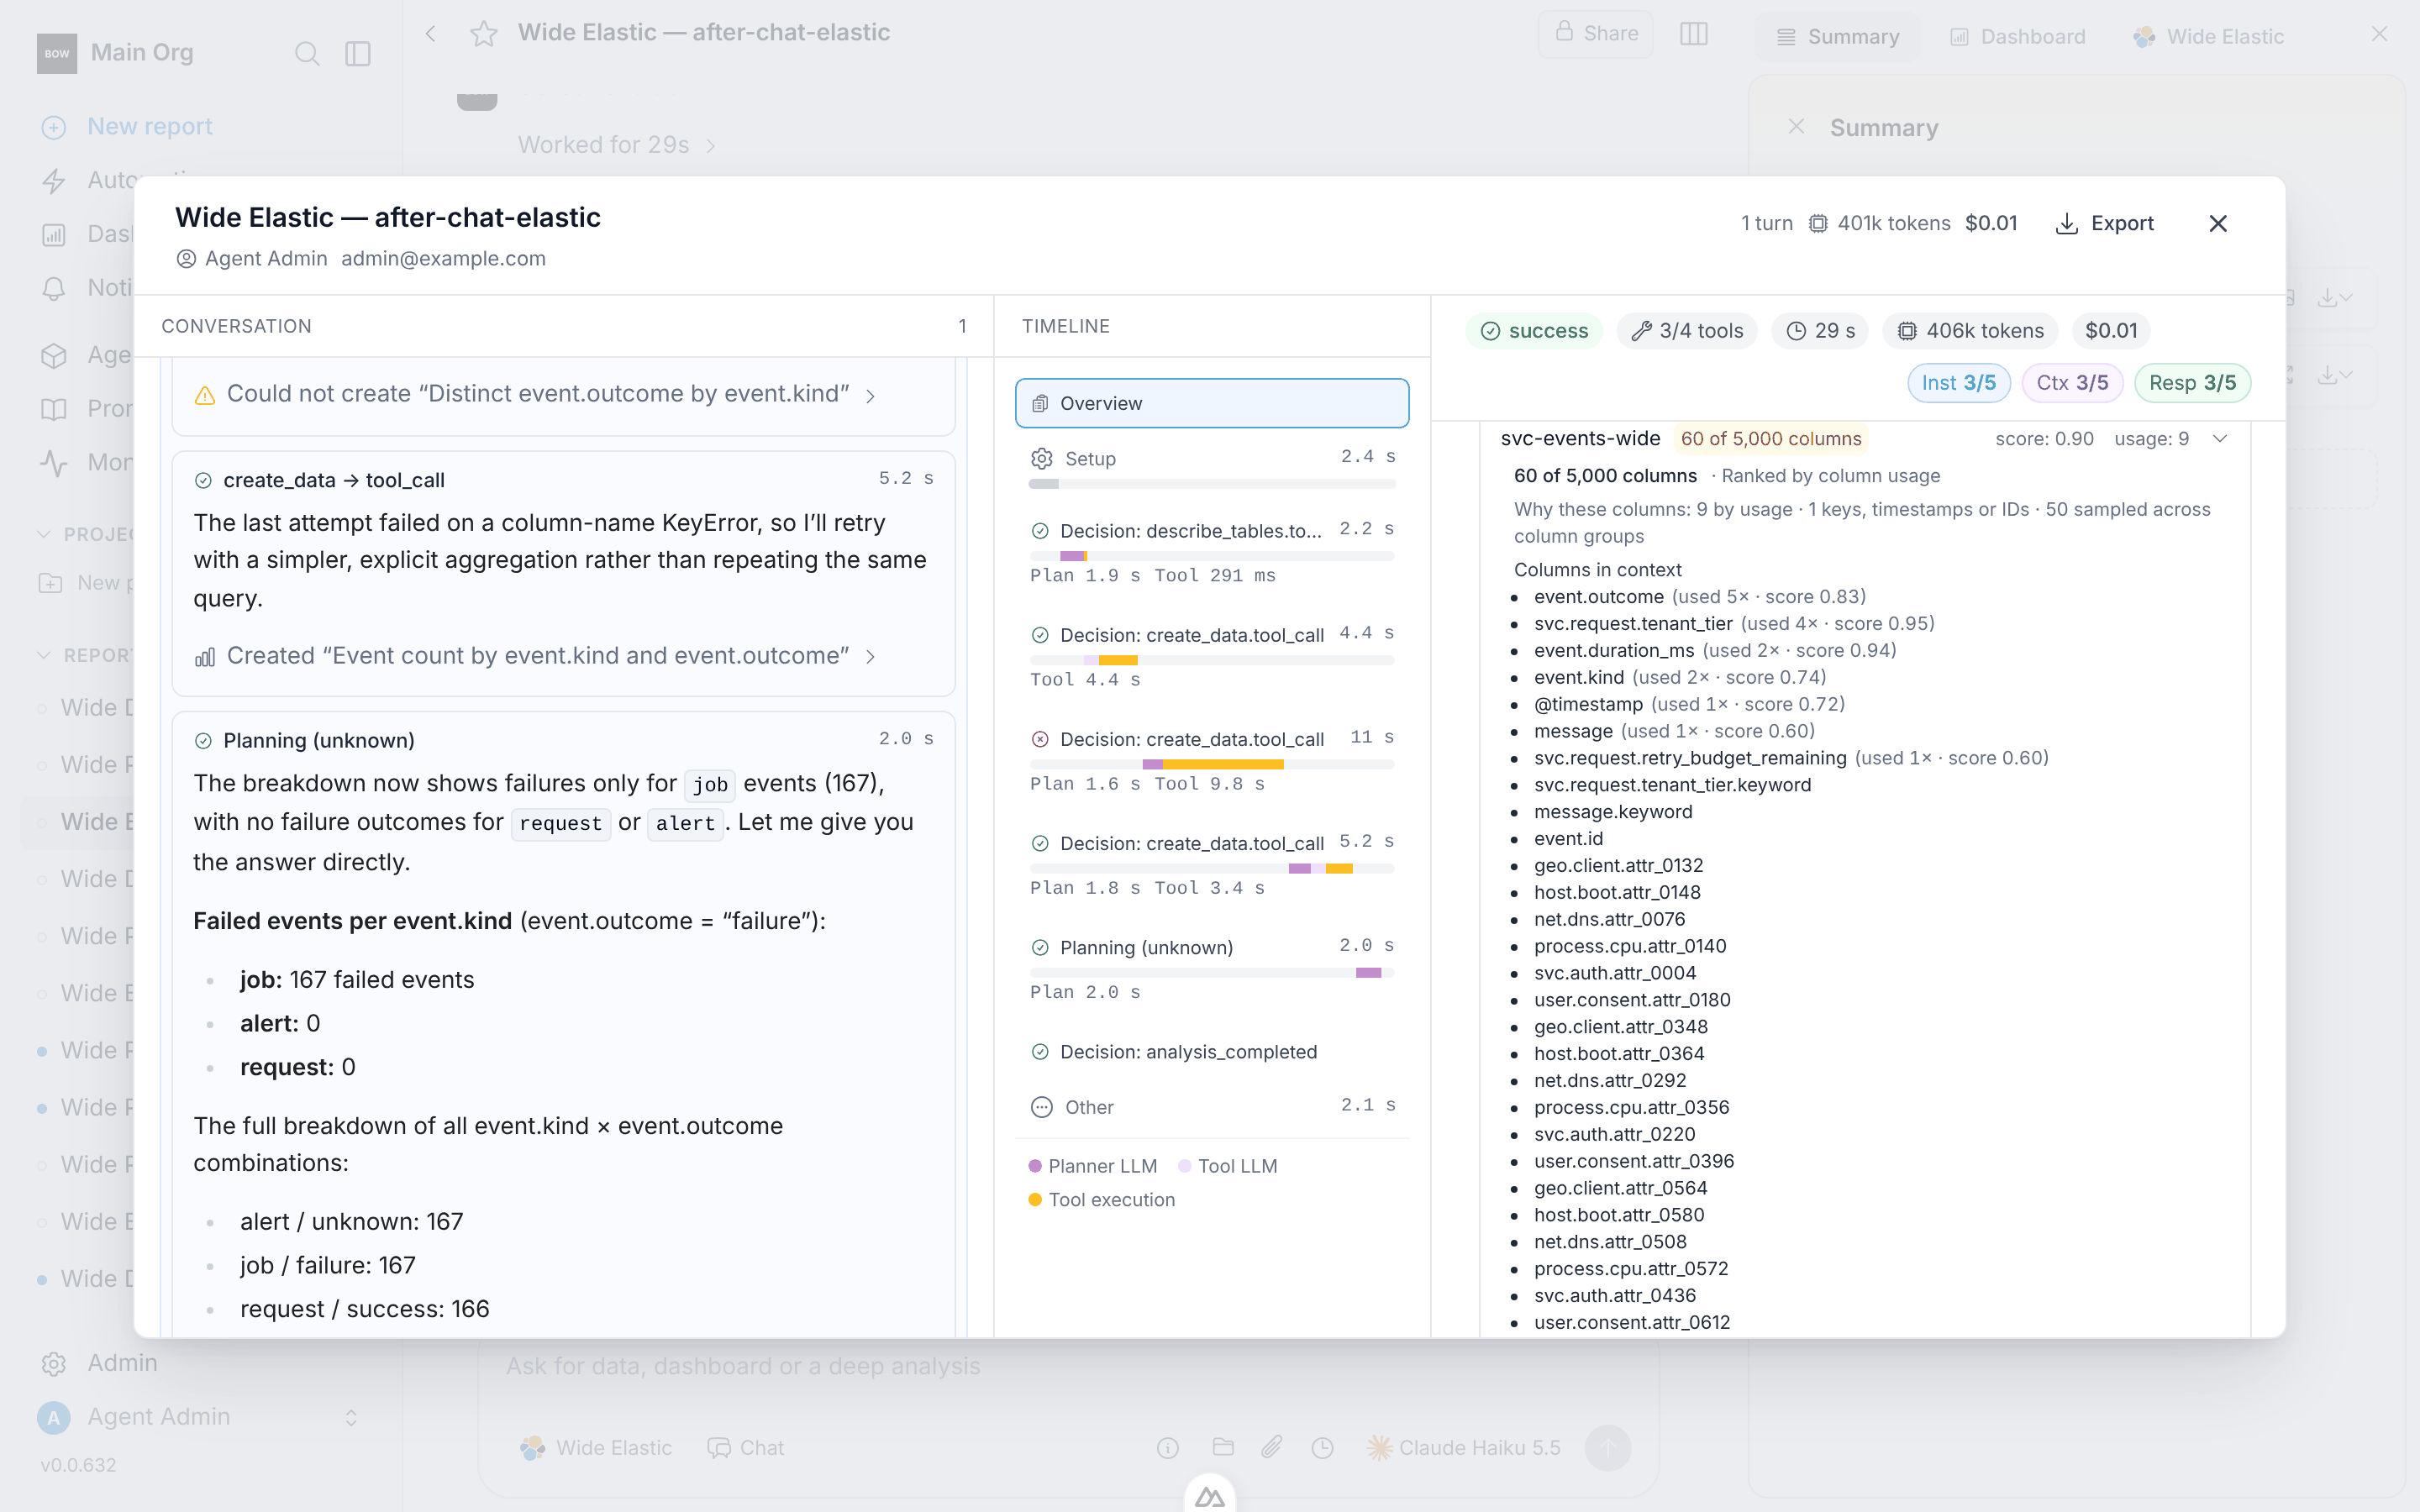 BOW
Main Org
New report
Auto
Das
Noti
Age
Pror
Mon
PROJE
New p
REPORT
Wide D
Wide F
Wide E
Wide D
Wide F
Wide E
Wide F
Wide F
Wide F
Wide E
Wide D
Admin
A
Agent Admin
v0.0.632
Wide Elastic — after-chat-elastic
Share
Summary
Dashboard
Wide Elastic
Worked for 29s
Summary
Wide Elastic — after-chat-elastic
Agent Admin admin@example.com
1 turn 401k tokens $0.01 Export
CONVERSATION 1
Could not create “Distinct event.outcome by event.kind”
create_data → tool_call 5.2 s
The last attempt failed on a column-name KeyError, so I’ll retry
with a simpler, explicit aggregation rather than repeating the same
query.
Created “Event count by event.kind and event.outcome”
Planning (unknown) 2.0 s
The breakdown now shows failures only for job events (167),
with no failure outcomes for request or alert. Let me give you
the answer directly.
Failed events per event.kind (event.outcome = “failure”):
• job: 167 failed events
• alert: 0
• request: 0
The full breakdown of all event.kind × event.outcome
combinations:
• alert / unknown: 167
• job / failure: 167
• request / success: 166
TIMELINE
Overview
Setup 2.4 s
Decision: describe_tables.to... 2.2 s
Plan 1.9 s Tool 291 ms
Decision: create_data.tool_call 4.4 s
Tool 4.4 s
Decision: create_data.tool_call 11 s
Plan 1.6 s Tool 9.8 s
Decision: create_data.tool_call 5.2 s
Plan 1.8 s Tool 3.4 s
Planning (unknown) 2.0 s
Plan 2.0 s
Decision: analysis_completed
Other 2.1 s
Planner LLM Tool LLM
Tool execution
success 3/4 tools 29 s 406k tokens $0.01
Inst 3/5 Ctx 3/5 Resp 3/5
svc-events-wide 60 of 5,000 columns score: 0.90 usage: 9
60 of 5,000 columns · Ranked by column usage
Why these columns: 9 by usage · 1 keys, timestamps or IDs · 50 sampled across
column groups
Columns in context
• event.outcome (used 5× · score 0.83)
• svc.request.tenant_tier (used 4× · score 0.95)
• event.duration_ms (used 2× · score 0.94)
• event.kind (used 2× · score 0.74)
• @timestamp (used 1× · score 0.72)
• message (used 1× · score 0.60)
• svc.request.retry_budget_remaining (used 1× · score 0.60)
• svc.request.tenant_tier.keyword
• message.keyword
• event.id
• geo.client.attr_0132
• host.boot.attr_0148
• net.dns.attr_0076
• process.cpu.attr_0140
• svc.auth.attr_0004
• user.consent.attr_0180
• geo.client.attr_0348
• host.boot.attr_0364
• net.dns.attr_0292
• process.cpu.attr_0356
• svc.auth.attr_0220
• user.consent.attr_0396
• geo.client.attr_0564
• host.boot.attr_0580
• net.dns.attr_0508
• process.cpu.attr_0572
• svc.auth.attr_0436
• user.consent.attr_0612
Ask for data, dashboard or a deep analysis
Wide Elastic Chat Claude Haiku 5.5